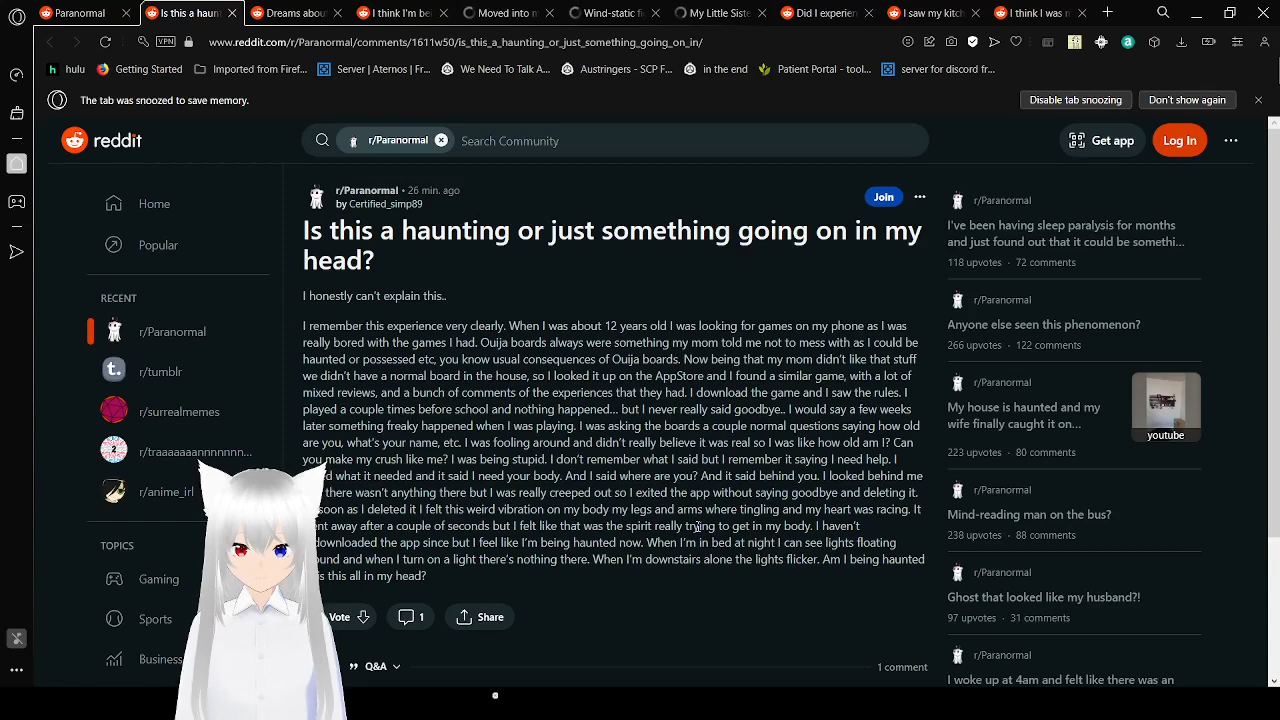 Paranormal
Is this a haun
Dreams abou
I think I'm be
Moved into m
Wind-static f
My Little Siste
Did I experien
I saw my kitch
I think I was m
VPN
www.reddit.com/r/Paranormal/comments/1611w50/is_this_a_haunting_or_just_something_going_on_in/
hulu
Getting Started
Imported from Firef...
Server | Aternos | Fr...
We Need To Talk A...
Austringers - SCP F...
in the end
Patient Portal - tool...
server for discord fr...
The tab was snoozed to save memory.
Disable tab snoozing
Don't show again
reddit
r/Paranormal
Search Community
Get app
Log In
Home
Popular
RECENT
r/Paranormal
r/tumblr
r/surrealmemes
r/traaaaaaannnnnnn...
r/anime_irl
TOPICS
Gaming
Sports
Business
r/Paranormal • 26 min. ago
by Certified_simp89
Join
Is this a haunting or just something going on in my
head?
I honestly can't explain this..
I remember this experience very clearly. When I was about 12 years old I was looking for games on my phone as I was
really bored with the games I had. Ouija boards always were something my mom told me not to mess with as I could be
haunted or possessed etc, you know usual consequences of Ouija boards. Now being that my mom didn't like that stuff
we didn't have a normal board in the house, so I looked it up on the AppStore and I found a similar game, with a lot of
mixed reviews, and a bunch of comments of the experiences that they had. I download the game and I saw the rules. I
played a couple times before school and nothing happened... but I never really said goodbye.. I would say a few weeks
later something freaky happened when I was playing. I was asking the boards a couple normal questions saying how old
are you, what's your name, etc. I was fooling around and didn't really believe it was real so I was like how old am I? Can
you make my crush like me? I was being stupid. I don't remember what I said but I remember it saying I need help. I
d what it needed and it said I need your body. And I said where are you? And it said behind you. I looked behind me
there wasn't anything there but I was really creeped out so I exited the app without saying goodbye and deleting it.
soon as I deleted it I felt this weird vibration on my body my legs and arms where tingling and my heart was racing. It
nt away after a couple of seconds but I felt like that was the spirit really trying to get in my body. I haven't
downloaded the app since but I feel like I'm being haunted now. When I'm in bed at night I can see lights floating
ound and when I turn on a light there's nothing there. When I'm downstairs alone the lights flicker. Am I being haunted
is this all in my head?
Vote
1
Share
Q&A
1 comment
r/Paranormal
I've been having sleep paralysis for months
and just found out that it could be somethi...
118 upvotes · 72 comments
r/Paranormal
Anyone else seen this phenomenon?
266 upvotes · 122 comments
r/Paranormal
My house is haunted and my
wife finally caught it on...
youtube
223 upvotes · 80 comments
r/Paranormal
Mind-reading man on the bus?
238 upvotes · 88 comments
r/Paranormal
Ghost that looked like my husband?!
97 upvotes · 31 comments
r/Paranormal
I woke up at 4am and felt like there was an